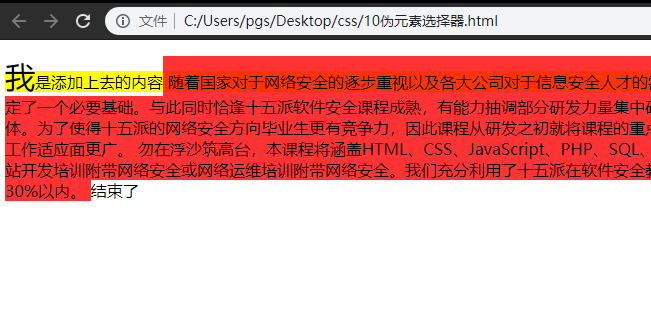 文件 C:/Users/pgs/Desktop/css/10伪元素选择器.html
我是添加上去的内容 随着国家对于网络安全的逐步重视以及各大公司对于信息安全人才的
定了一个必要基础。与此同时恰逢十五派软件安全课程成熟，有能力抽调部分研发力量集中研
体。为了使得十五派的网络安全方向毕业生更有竞争力，因此课程从研发之初就将课程的重点
工作适应面更广。 勿在浮沙筑高台，本课程将涵盖HTML、CSS、JavaScript、PHP、SQL、
站开发培训附带网络安全或网络运维培训附带网络安全。我们充分利用了十五派在软件安全教
30%以内。 结束了